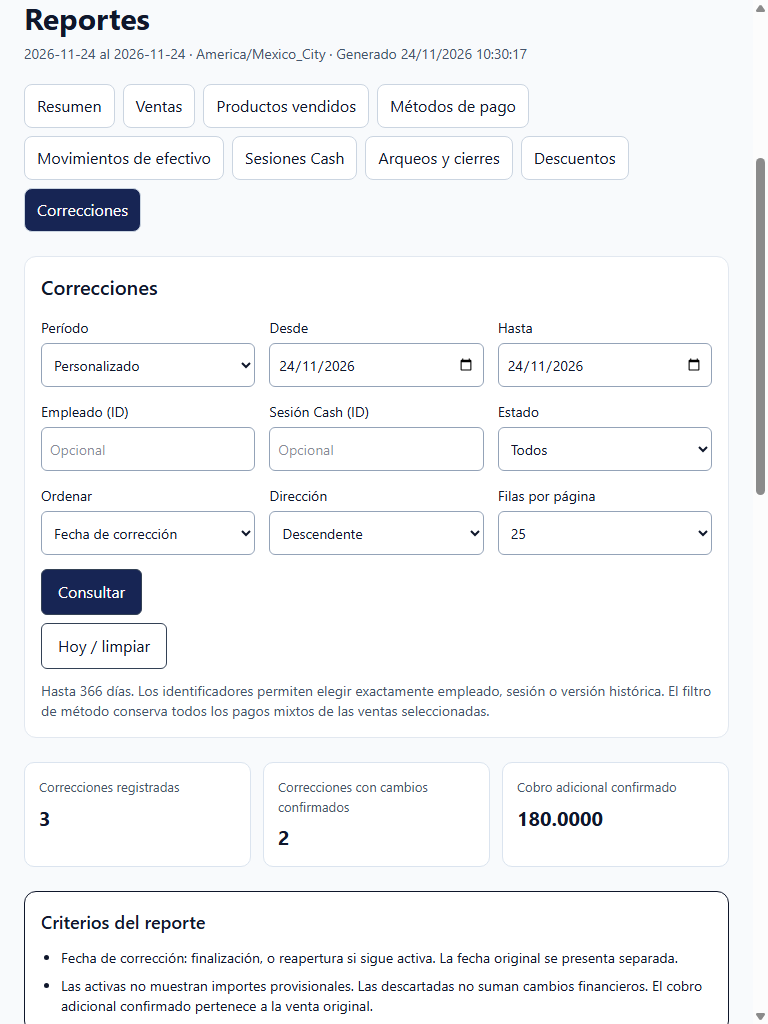 Reportes
2026-11-24 al 2026-11-24 · America/Mexico_City · Generado 24/11/2026 10:30:17
Resumen
Ventas
Productos vendidos
Métodos de pago
Movimientos de efectivo
Sesiones Cash
Arqueos y cierres
Descuentos
Correcciones
Correcciones
Período
Desde
Hasta
Personalizado
24/11/2026
24/11/2026
Empleado (ID)
Sesión Cash (ID)
Estado
Opcional
Opcional
Todos
Ordenar
Dirección
Filas por página
Fecha de corrección
Descendente
25
Consultar
Hoy / limpiar
Hasta 366 días. Los identificadores permiten elegir exactamente empleado, sesión o versión histórica. El filtro
de método conserva todos los pagos mixtos de las ventas seleccionadas.
Correcciones registradas
3
Correcciones con cambios
confirmados
2
Cobro adicional confirmado
180.0000
Criterios del reporte
• Fecha de corrección: finalización, o reapertura si sigue activa. La fecha original se presenta separada.
• Las activas no muestran importes provisionales. Las descartadas no suman cambios financieros. El cobro
adicional confirmado pertenece a la venta original.